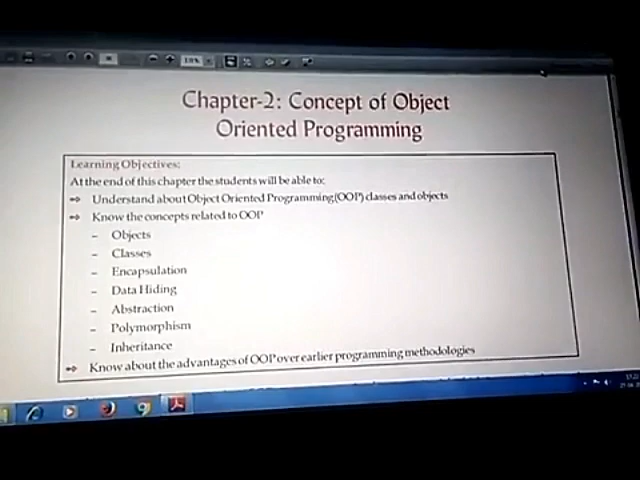 Chapter-2: Concept of Object
Oriented Programming
Learning Objectives:
At the end of this chapter the students will be able to:
Understand about Object Oriented Programming(OOP) classes and objects
Know the concepts related to OOP
- Objects
- Classes
- Encapsulation
- Data Hiding
- Abstraction
- Polymorphism
- Inheritance
Know about the advantages of OOP over earlier programming methodologies